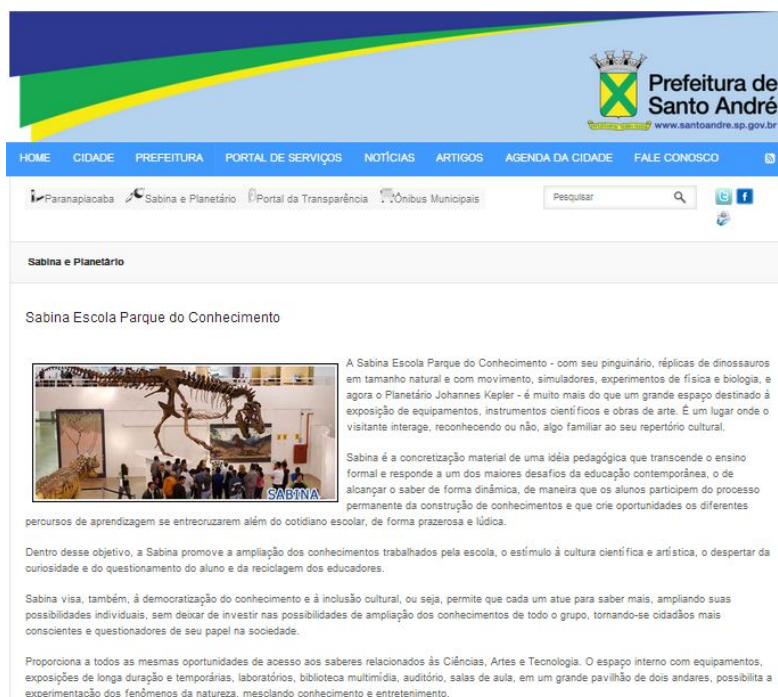 Prefeitura de
Santo André
www.santoandre.sp.gov.br
HOME CIDADE PREFEITURA PORTAL DE SERVIÇOS NOTÍCIAS ARTIGOS AGENDA DA CIDADE FALE CONOSCO
Paranapiacaba Sabina e Planetário Portal da Transparência Ônibus Municipais Pesquisar
Sabina e Planetário
Sabina Escola Parque do Conhecimento
A Sabina Escola Parque do Conhecimento - com seu pinguinário, réplicas de dinossauros
em tamanho natural e com movimento, simuladores, experimentos de física e biologia, e
agora o Planetário Johannes Kepler - é muito mais do que um grande espaço destinado à
exposição de equipamentos, instrumentos científicos e obras de arte. É um lugar onde o
visitante interage, reconhecendo ou não, algo familiar ao seu repertório cultural.
Sabina é a concretização material de uma idéia pedagógica que transcende o ensino
formal e responde a um dos maiores desafios da educação contemporânea, o de
alcançar o saber de forma dinâmica, de maneira que os alunos participem do processo
permanente da construção de conhecimentos e que crie oportunidades os diferentes
SABINA
percursos de aprendizagem se entrecruzarem além do cotidiano escolar, de forma prazerosa e lúdica.
Dentro desse objetivo, a Sabina promove a ampliação dos conhecimentos trabalhados pela escola, o estímulo à cultura científica e artística, o despertar da
curiosidade e do questionamento do aluno e da reciclagem dos educadores.
Sabina visa, também, à democratização do conhecimento e à inclusão cultural, ou seja, permite que cada um atue para saber mais, ampliando suas
possibilidades individuais, sem deixar de investir nas possibilidades de ampliação dos conhecimentos de todo o grupo, tornando-se cidadãos mais
conscientes e questionadores de seu papel na sociedade.
Proporciona a todos as mesmas oportunidades de acesso aos saberes relacionados às Ciências, Artes e Tecnologia. O espaço interno com equipamentos,
exposições de longa duração e temporárias, laboratórios, biblioteca multimídia, auditório, salas de aula, em um grande pavilhão de dois andares, possibilita a
experimentação dos fenômenos da natureza, mesclando conhecimento e entretenimento.